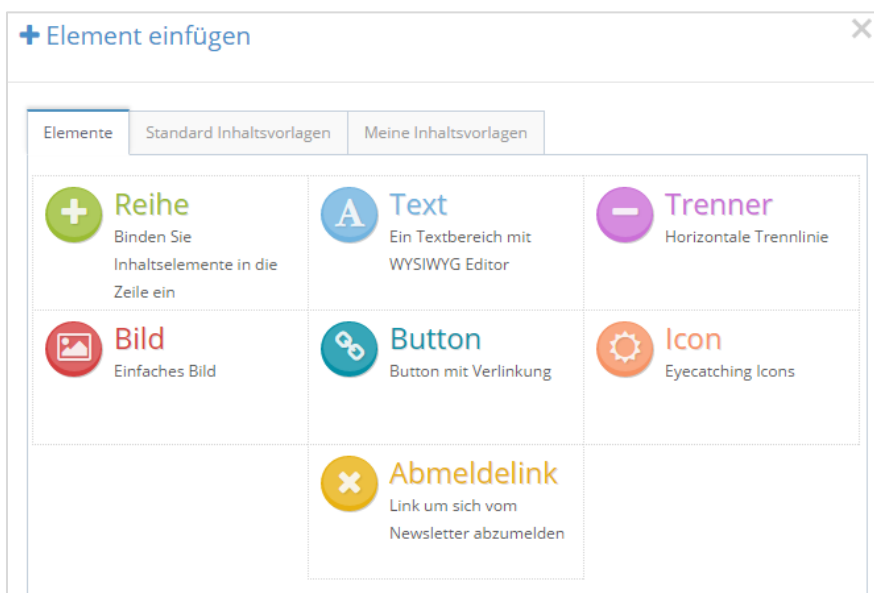 Element einfügen
Elemente
Standard Inhaltsvorlagen
Meine Inhaltsvorlagen
Reihe
Binden Sie
Inhaltselemente in die
Zeile ein
Text
Ein Textbereich mit
WYSIWYG Editor
Trenner
Horizontale Trennlinie
Bild
Einfaches Bild
Button
Button mit Verlinkung
Icon
Eyecatching Icons
Abmeldelink
Link um sich vom
Newsletter abzumelden